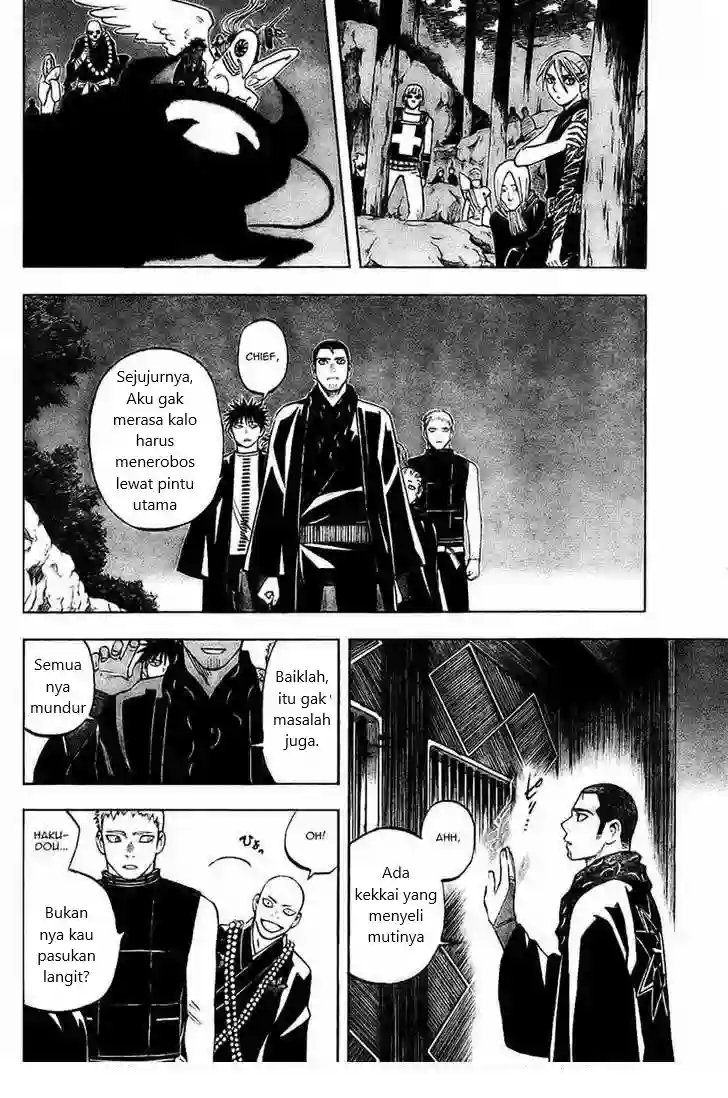 CHIEF,
Sejujurnya,
Aku gak
merasa kalo
harus
menerobos
lewat pintu
utama
AHH,
Ada
kekkai yang
menyeli
mutinya
Baiklah,
itu gak
masalah
juga.
Semua
nya
mundur
OH!
HAKU-
DOU...
Bukan
nya kau
pasukan
langit?